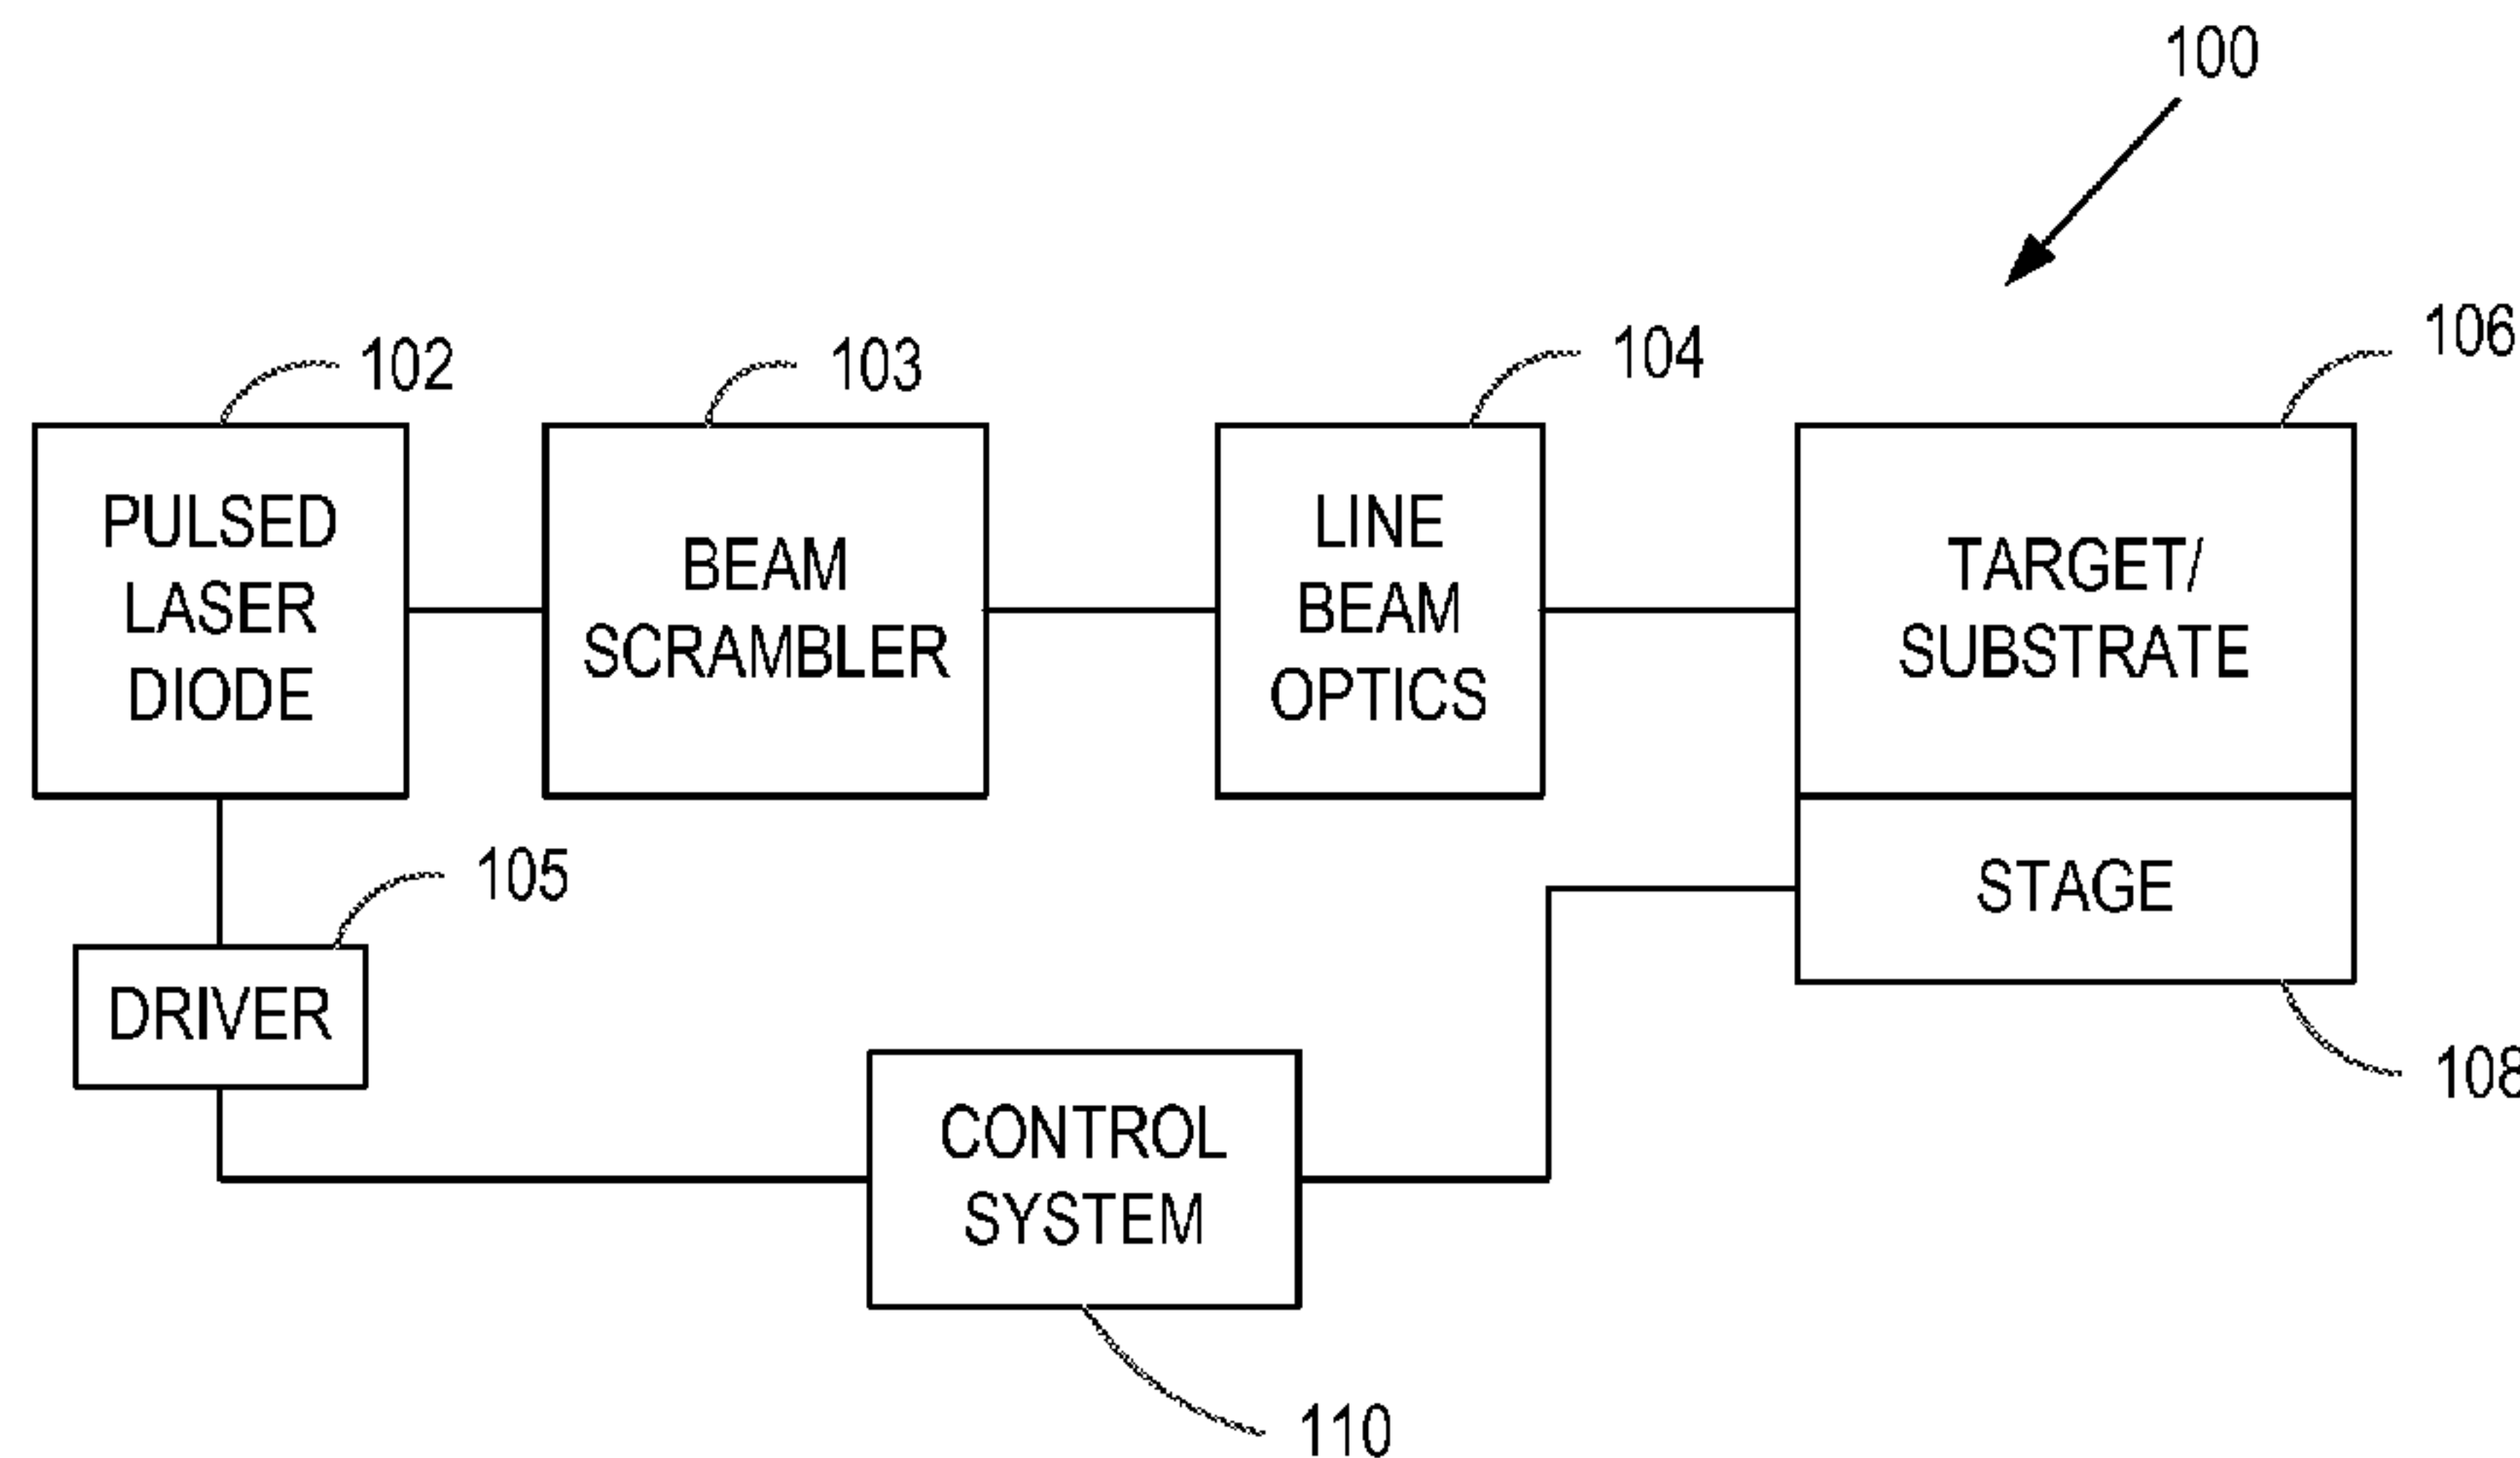 100
102
103
104
106
PULSED
LASER
DIODE
BEAM
SCRAMBLER
LINE
BEAM
OPTICS
TARGET/
SUBSTRATE
105
STAGE
DRIVER
108
CONTROL
SYSTEM
110